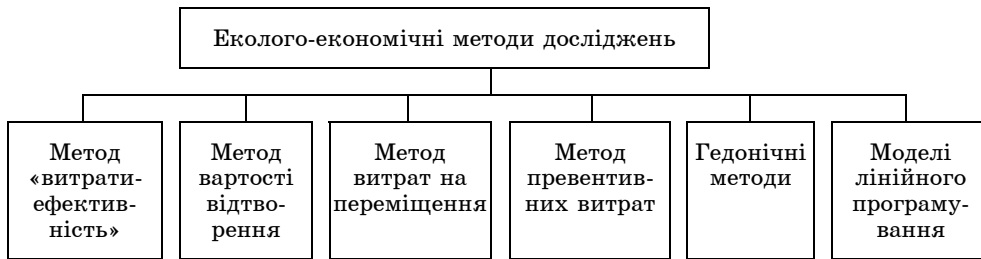 Еколого-економічні методи досліджень
Метод
«витрати-
ефектив-
ність»
Метод
вартості
відтво-
рення
Метод
витрат на
переміщення
Метод
превентив-
них витрат
Гедонічні
методи
Моделі
лінійного
програму-
вання